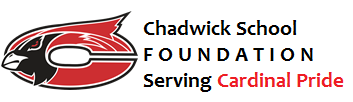 Chadwick School
FOUNDATION
Serving Cardinal Pride